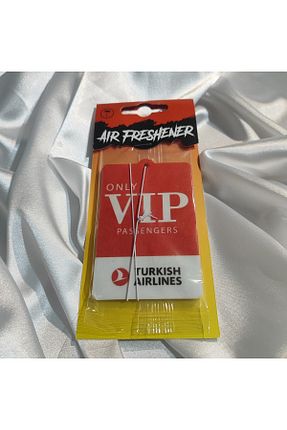 AIR FRESHENER
ONLY
VIP
PASSENGERS
TURKISH
AIRLINES